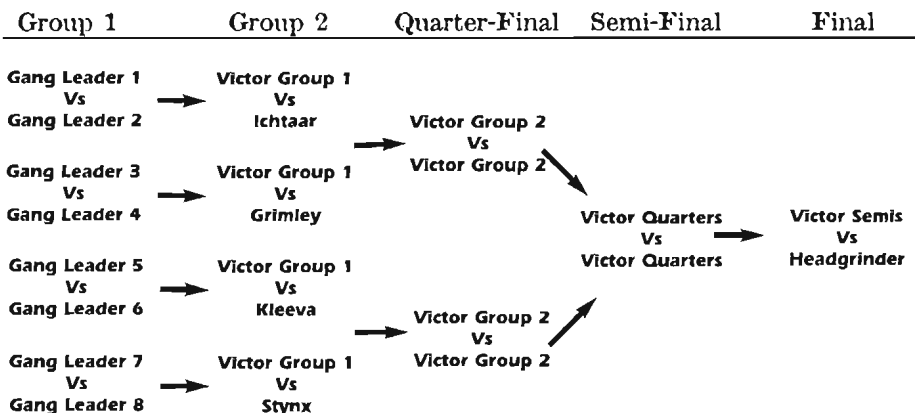 Group 1
Group 2
Quarter-Final
Semi-Final
Final
Gang Leader 1
Vs
Gang Leader 2
Gang Leader 3
Vs
Gang Leader 4
Gang Leader 5
Vs
Gang Leader 6
Gang Leader 7
Vs
Gang Leader 8
Victor Group 1
Vs
Ichtaar
Victor Group 1
Vs
Grimley
Victor Group 1
Vs
Kleeva
Victor Group 1
Vs
Stynx
Victor Group 2
Vs
Victor Group 2
Victor Group 2
Vs
Victor Group 2
Victor Quarters
Vs
Victor Quarters
Victor Semis
Vs
Headgrinder